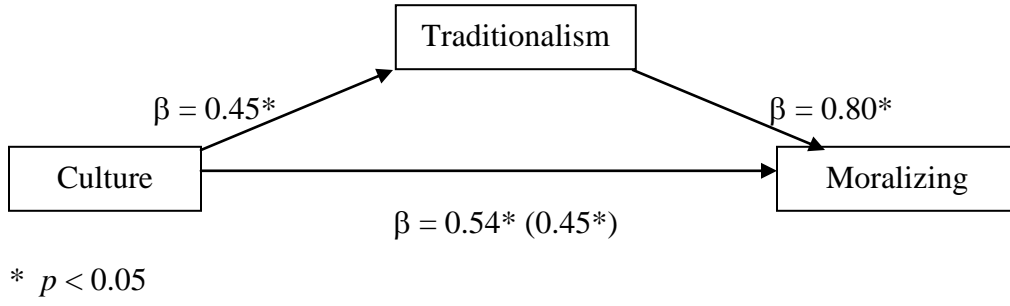 Traditionalism
β = 0.45*
β = 0.80*
Culture
Moralizing
β = 0.54* (0.45*)
* p < 0.05